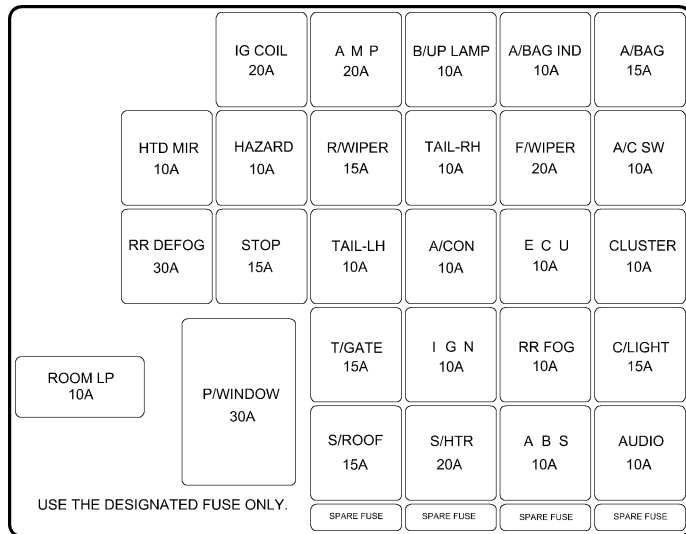 IG COIL
20A
A M P
20A
B/UP LAMP
10A
A/BAG IND
10A
A/BAG
15A
HTD MIR
10A
HAZARD
10A
R/WIPER
15A
TAIL-RH
10A
F/WIPER
20A
A/C SW
10A
RR DEFOG
30A
STOP
15A
TAIL-LH
10A
A/CON
10A
E C U
10A
CLUSTER
10A
T/GATE
15A
I G N
10A
RR FOG
10A
C/LIGHT
15A
ROOM LP
10A
P/WINDOW
30A
S/ROOF
15A
S/HTR
20A
A B S
10A
AUDIO
10A
USE THE DESIGNATED FUSE ONLY.
SPARE FUSE
SPARE FUSE
SPARE FUSE
SPARE FUSE